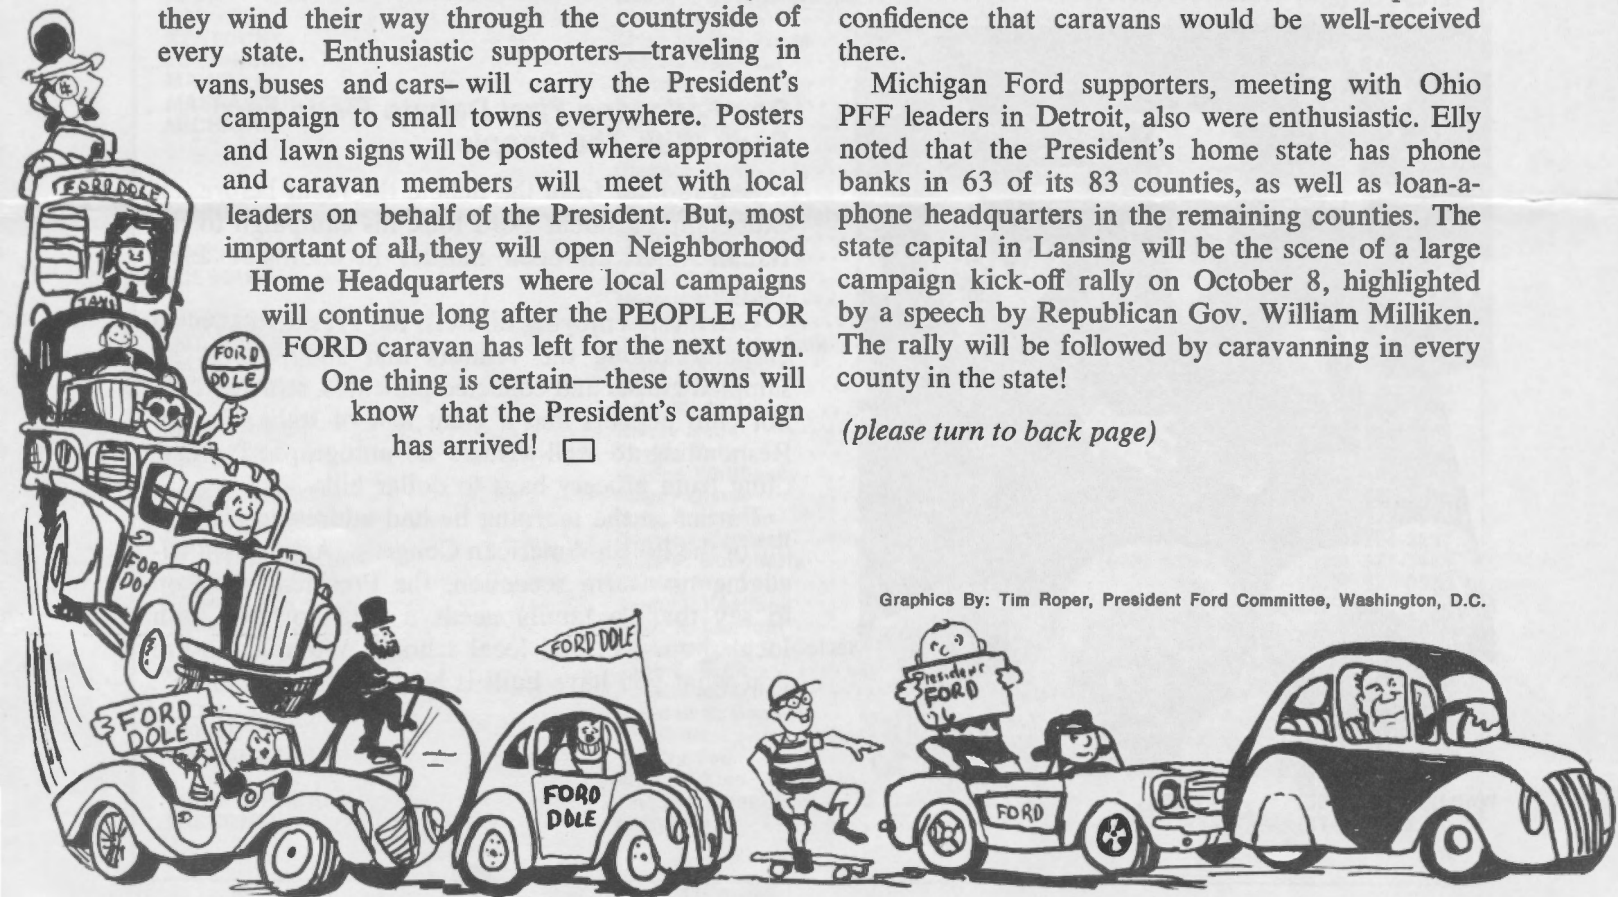 they wind their way through the countryside of
every state. Enthusiastic supporters—traveling in
vans,buses and cars– will carry the President's
campaign to small towns everywhere. Posters
and lawn signs will be posted where appropriate
and caravan members will meet with local
leaders on behalf of the President. But, most
important of all, they will open Neighborhood
Home Headquarters where local campaigns
will continue long after the PEOPLE FOR
FORD caravan has left for the next town.
One thing is certain—these towns will
know that the President's campaign
has arrived!
confidence that caravans would be well-received
there.
Michigan Ford supporters, meeting with Ohio
PFF leaders in Detroit, also were enthusiastic. Elly
noted that the President's home state has phone
banks in 63 of its 83 counties, as well as loan-a-
phone headquarters in the remaining counties. The
state capital in Lansing will be the scene of a large
campaign kick-off rally on October 8, highlighted
by a speech by Republican Gov. William Milliken.
The rally will be followed by caravanning in every
county in the state!
(please turn to back page)
Graphics By: Tim Roper, President Ford Committee, Washington, D.C.
FORD DOLE
TAXI
FORD
DOLE
FOR
DO
FORD
DOLE
FORD DOLE
FORD
DOLE
President
FORD
FORD